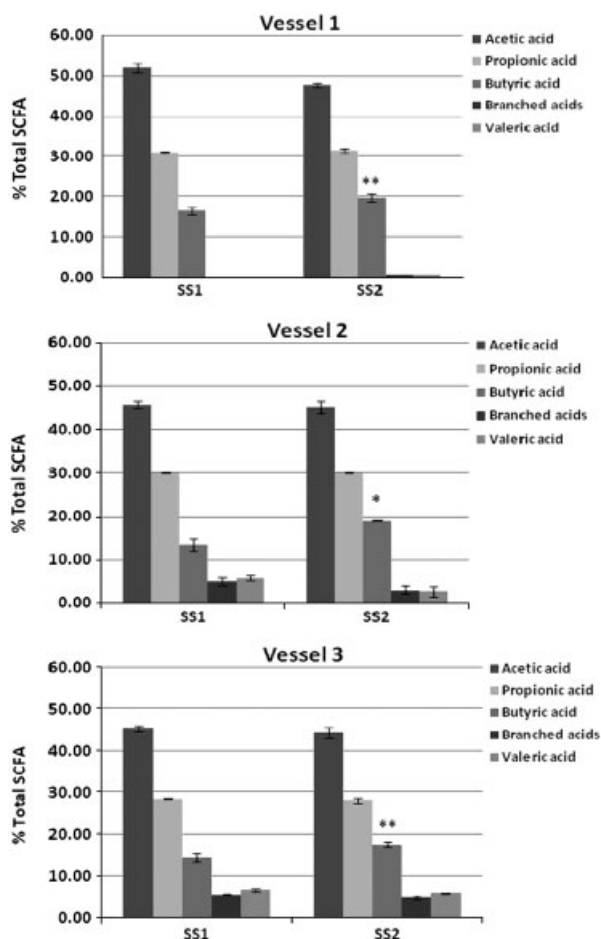 Vessel 1
60.00
50.00
40.00
30.00
20.00
10.00
0.00
% Total SCFA
**
SS1
SS2
Acetic acid
Propionic acid
Butyric acid
Branched acids
Valeric acid
Vessel 2
60.00
50.00
40.00
30.00
20.00
10.00
0.00
% Total SCFA
*
SS1
SS2
Acetic acid
Propionic acid
Butyric acid
Branched acids
Valeric acid
Vessel 3
60.00
50.00
40.00
30.00
20.00
10.00
0.00
% Total SCFA
**
SS1
SS2
Acetic acid
Propionic acid
Butyric acid
Branched acids
Valeric acid